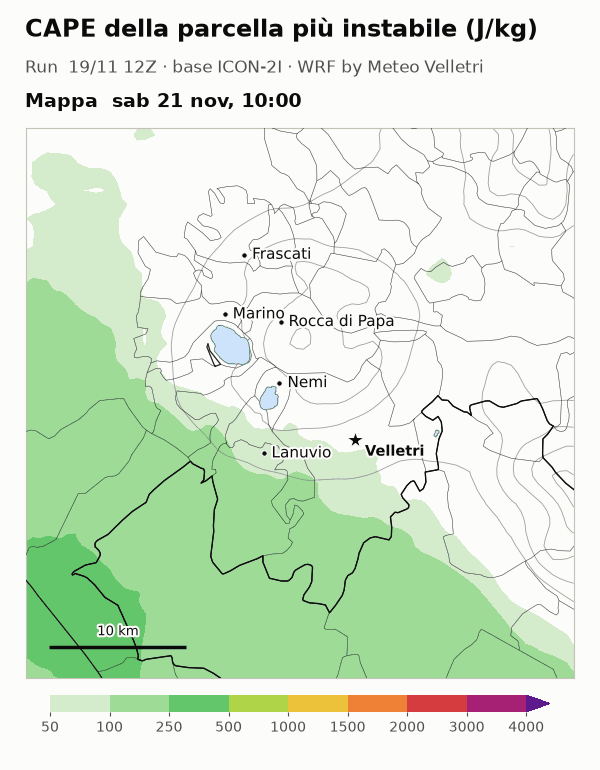 CAPE della parcella più instabile (J/kg)
Run  19/11 12Z · base ICON-2I · WRF by Meteo Velletri
Mappa  sab 21 nov, 10:00
Frascati
Marino
Rocca di Papa
Nemi
Velletri
Lanuvio
10 km
50 100 250 500 1000 1500 2000 3000 4000